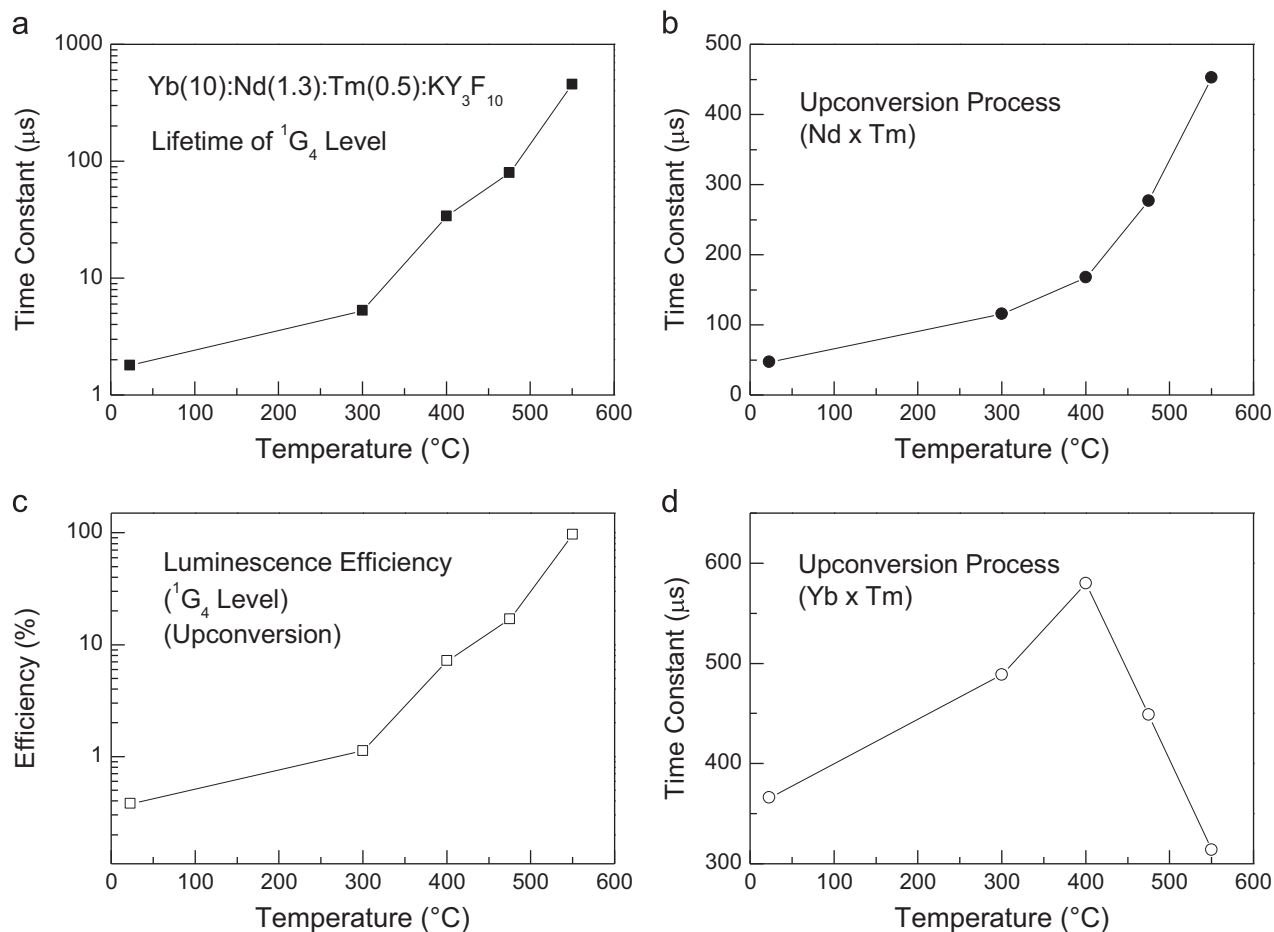 a
1000
100
10
1
Time Constant (μs)
Yb(10):Nd(1.3):Tm(0.5):KY₃F₁₀
Lifetime of ¹G₄ Level
0 100 200 300 400 500 600
Temperature (°C)
b
500
400
300
200
100
0
Time Constant (μs)
Upconversion Process
(Nd x Tm)
0 100 200 300 400 500 600
Temperature (°C)
c
100
10
1
Efficiency (%)
Luminescence Efficiency
(¹G₄ Level)
(Upconversion)
0 100 200 300 400 500 600
Temperature (°C)
d
600
500
400
300
Time Constant (μs)
Upconversion Process
(Yb x Tm)
0 100 200 300 400 500 600
Temperature (°C)